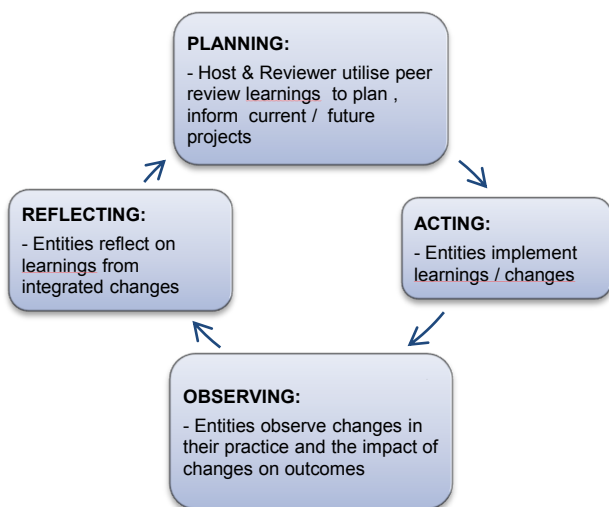 PLANNING:
- Host & Reviewer utilise peer
review learnings to plan ,
inform current / future
projects
REFLECTING:
- Entities reflect on
learnings from
integrated changes
ACTING:
- Entities implement
learnings / changes
OBSERVING:
- Entities observe changes in
their practice and the impact of
changes on outcomes